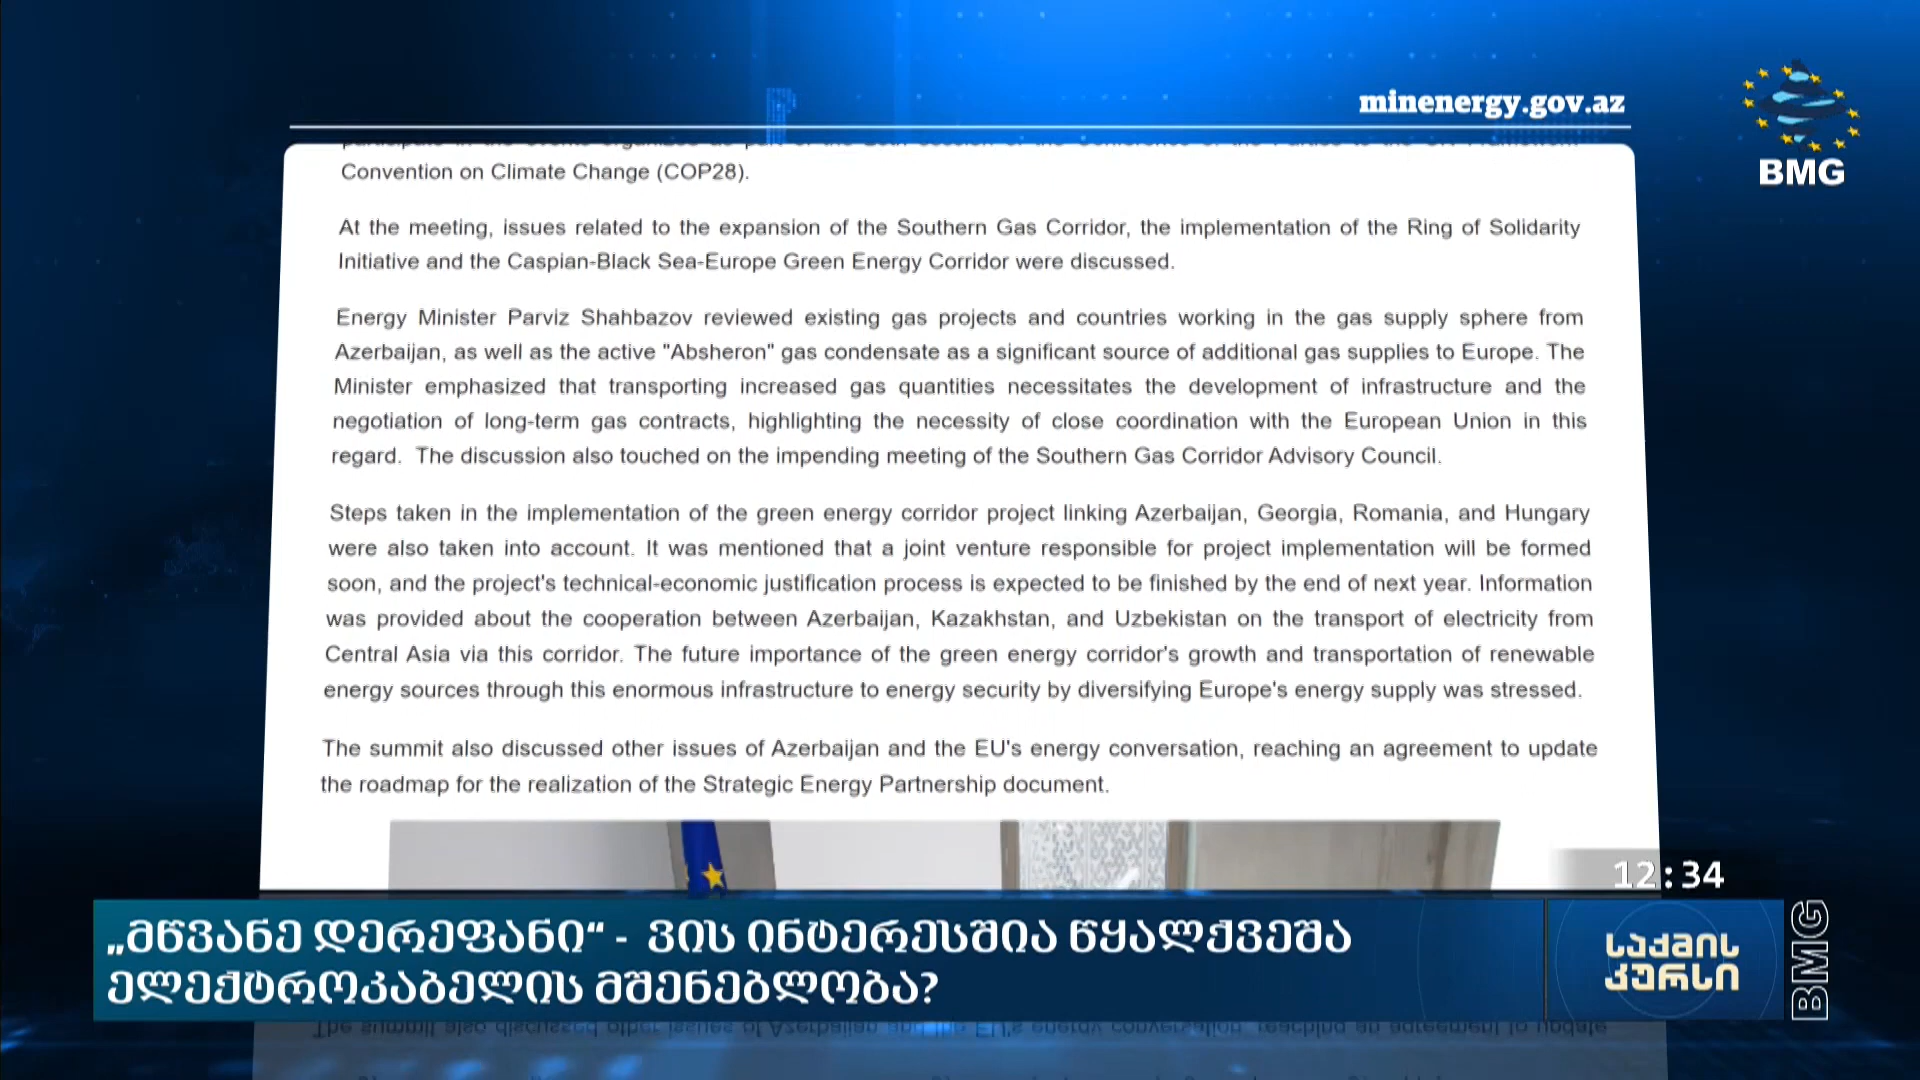 minenergy.gov.az
BMG
Convention on Climate Change (COP28).
At the meeting, issues related to the expansion of the Southern Gas Corridor, the implementation of the Ring of Solidarity
Initiative and the Caspian-Black Sea-Europe Green Energy Corridor were discussed.
Energy Minister Parviz Shahbazov reviewed existing gas projects and countries working in the gas supply sphere from
Azerbaijan, as well as the active "Absheron" gas condensate as a significant source of additional gas supplies to Europe. The
Minister emphasized that transporting increased gas quantities necessitates the development of infrastructure and the
negotiation of long-term gas contracts, highlighting the necessity of close coordination with the European Union in this
regard. The discussion also touched on the impending meeting of the Southern Gas Corridor Advisory Council.
Steps taken in the implementation of the green energy corridor project linking Azerbaijan, Georgia, Romania, and Hungary
were also taken into account. It was mentioned that a joint venture responsible for project implementation will be formed
soon, and the project's technical-economic justification process is expected to be finished by the end of next year. Information
was provided about the cooperation between Azerbaijan, Kazakhstan, and Uzbekistan on the transport of electricity from
Central Asia via this corridor. The future importance of the green energy corridor's growth and transportation of renewable
energy sources through this enormous infrastructure to energy security by diversifying Europe's energy supply was stressed.
The summit also discussed other issues of Azerbaijan and the EU's energy conversation, reaching an agreement to update
the roadmap for the realization of the Strategic Energy Partnership document.
12:34
„მწვანე დერეფანი“ - ვის ინტერესშია წყალქვეშა
ელექტროკაბელის მშენებლობა?
საქმის
კურსი
BMG